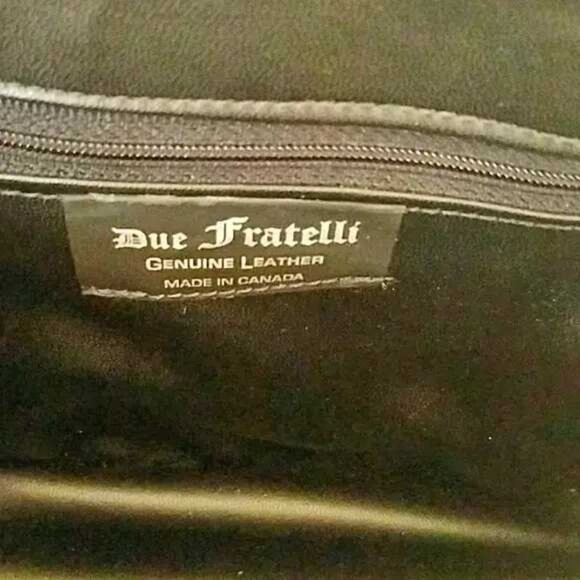 Due Fratelli
GENUINE LEATHER
MADE IN CANADA